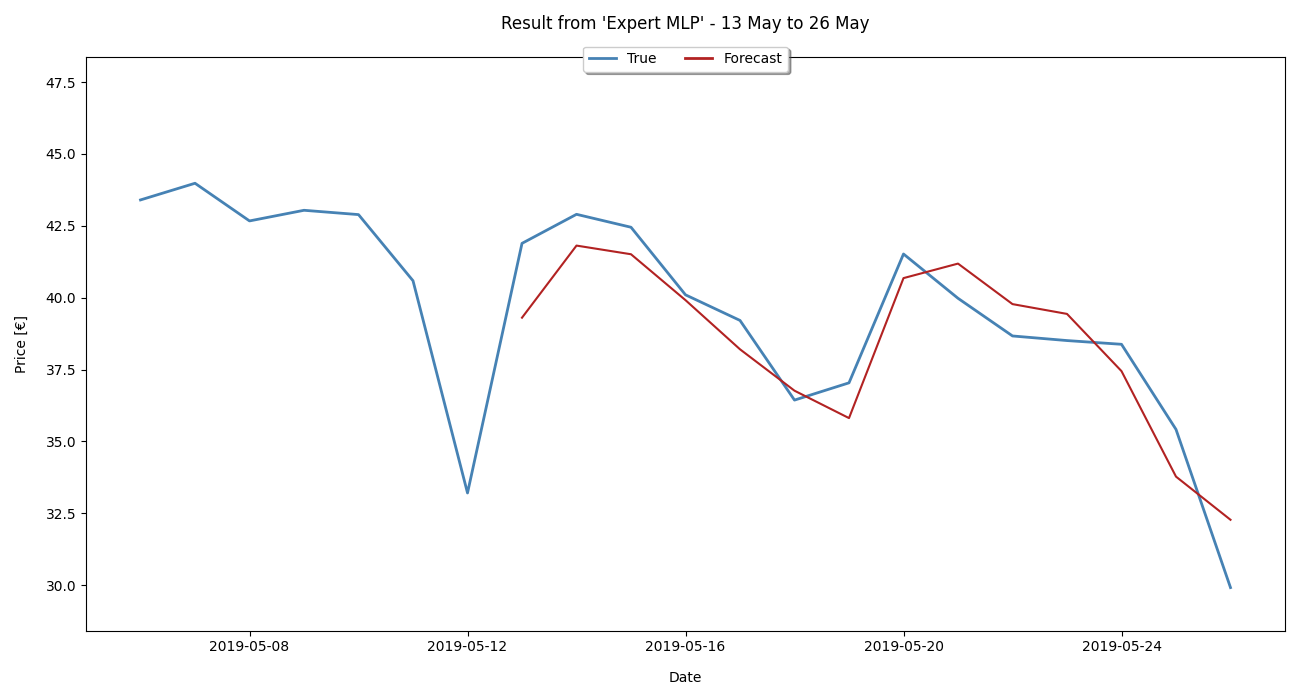 Result from 'Expert MLP' - 13 May to 26 May
True Forecast
47.5
45.0
42.5
40.0
37.5
35.0
32.5
30.0
Price [€]
2019-05-08 2019-05-12 2019-05-16 2019-05-20 2019-05-24
Date